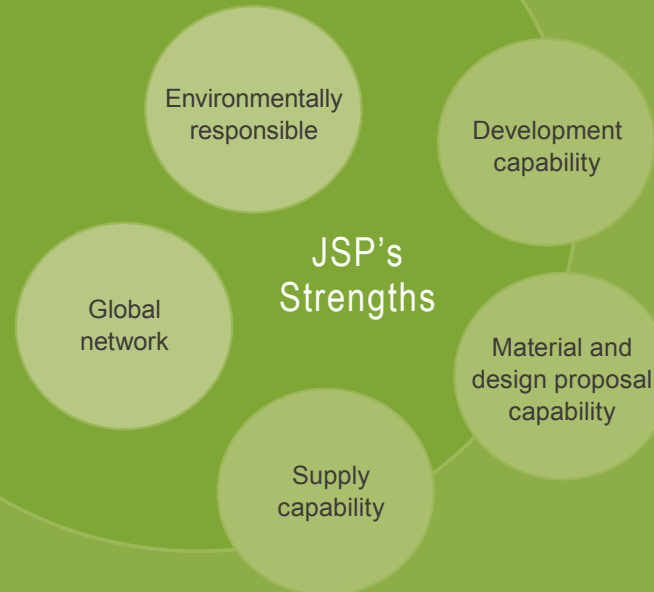 Environmentally
responsible
Development
capability
JSP's
Strengths
Global
network
Material and
design proposal
capability
Supply
capability